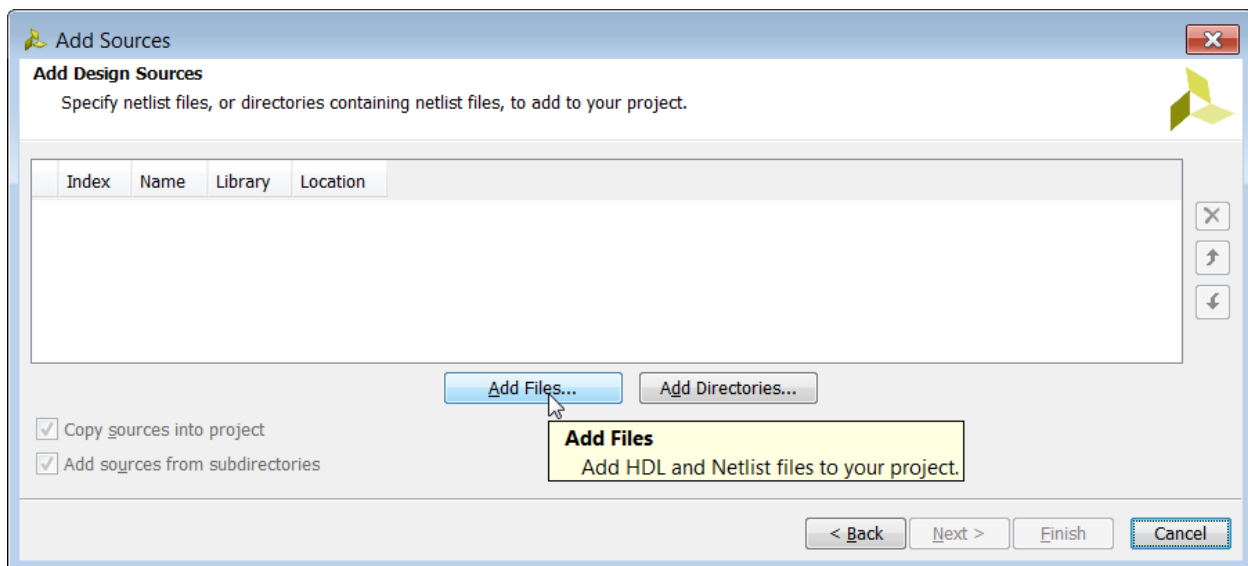 Add Sources
Add Design Sources
Specify netlist files, or directories containing netlist files, to add to your project.
Index Name Library Location
Add Files... Add Directories...
Copy sources into project
Add Files
Add HDL and Netlist files to your project.
Add sources from subdirectories
< Back Next > Finish Cancel